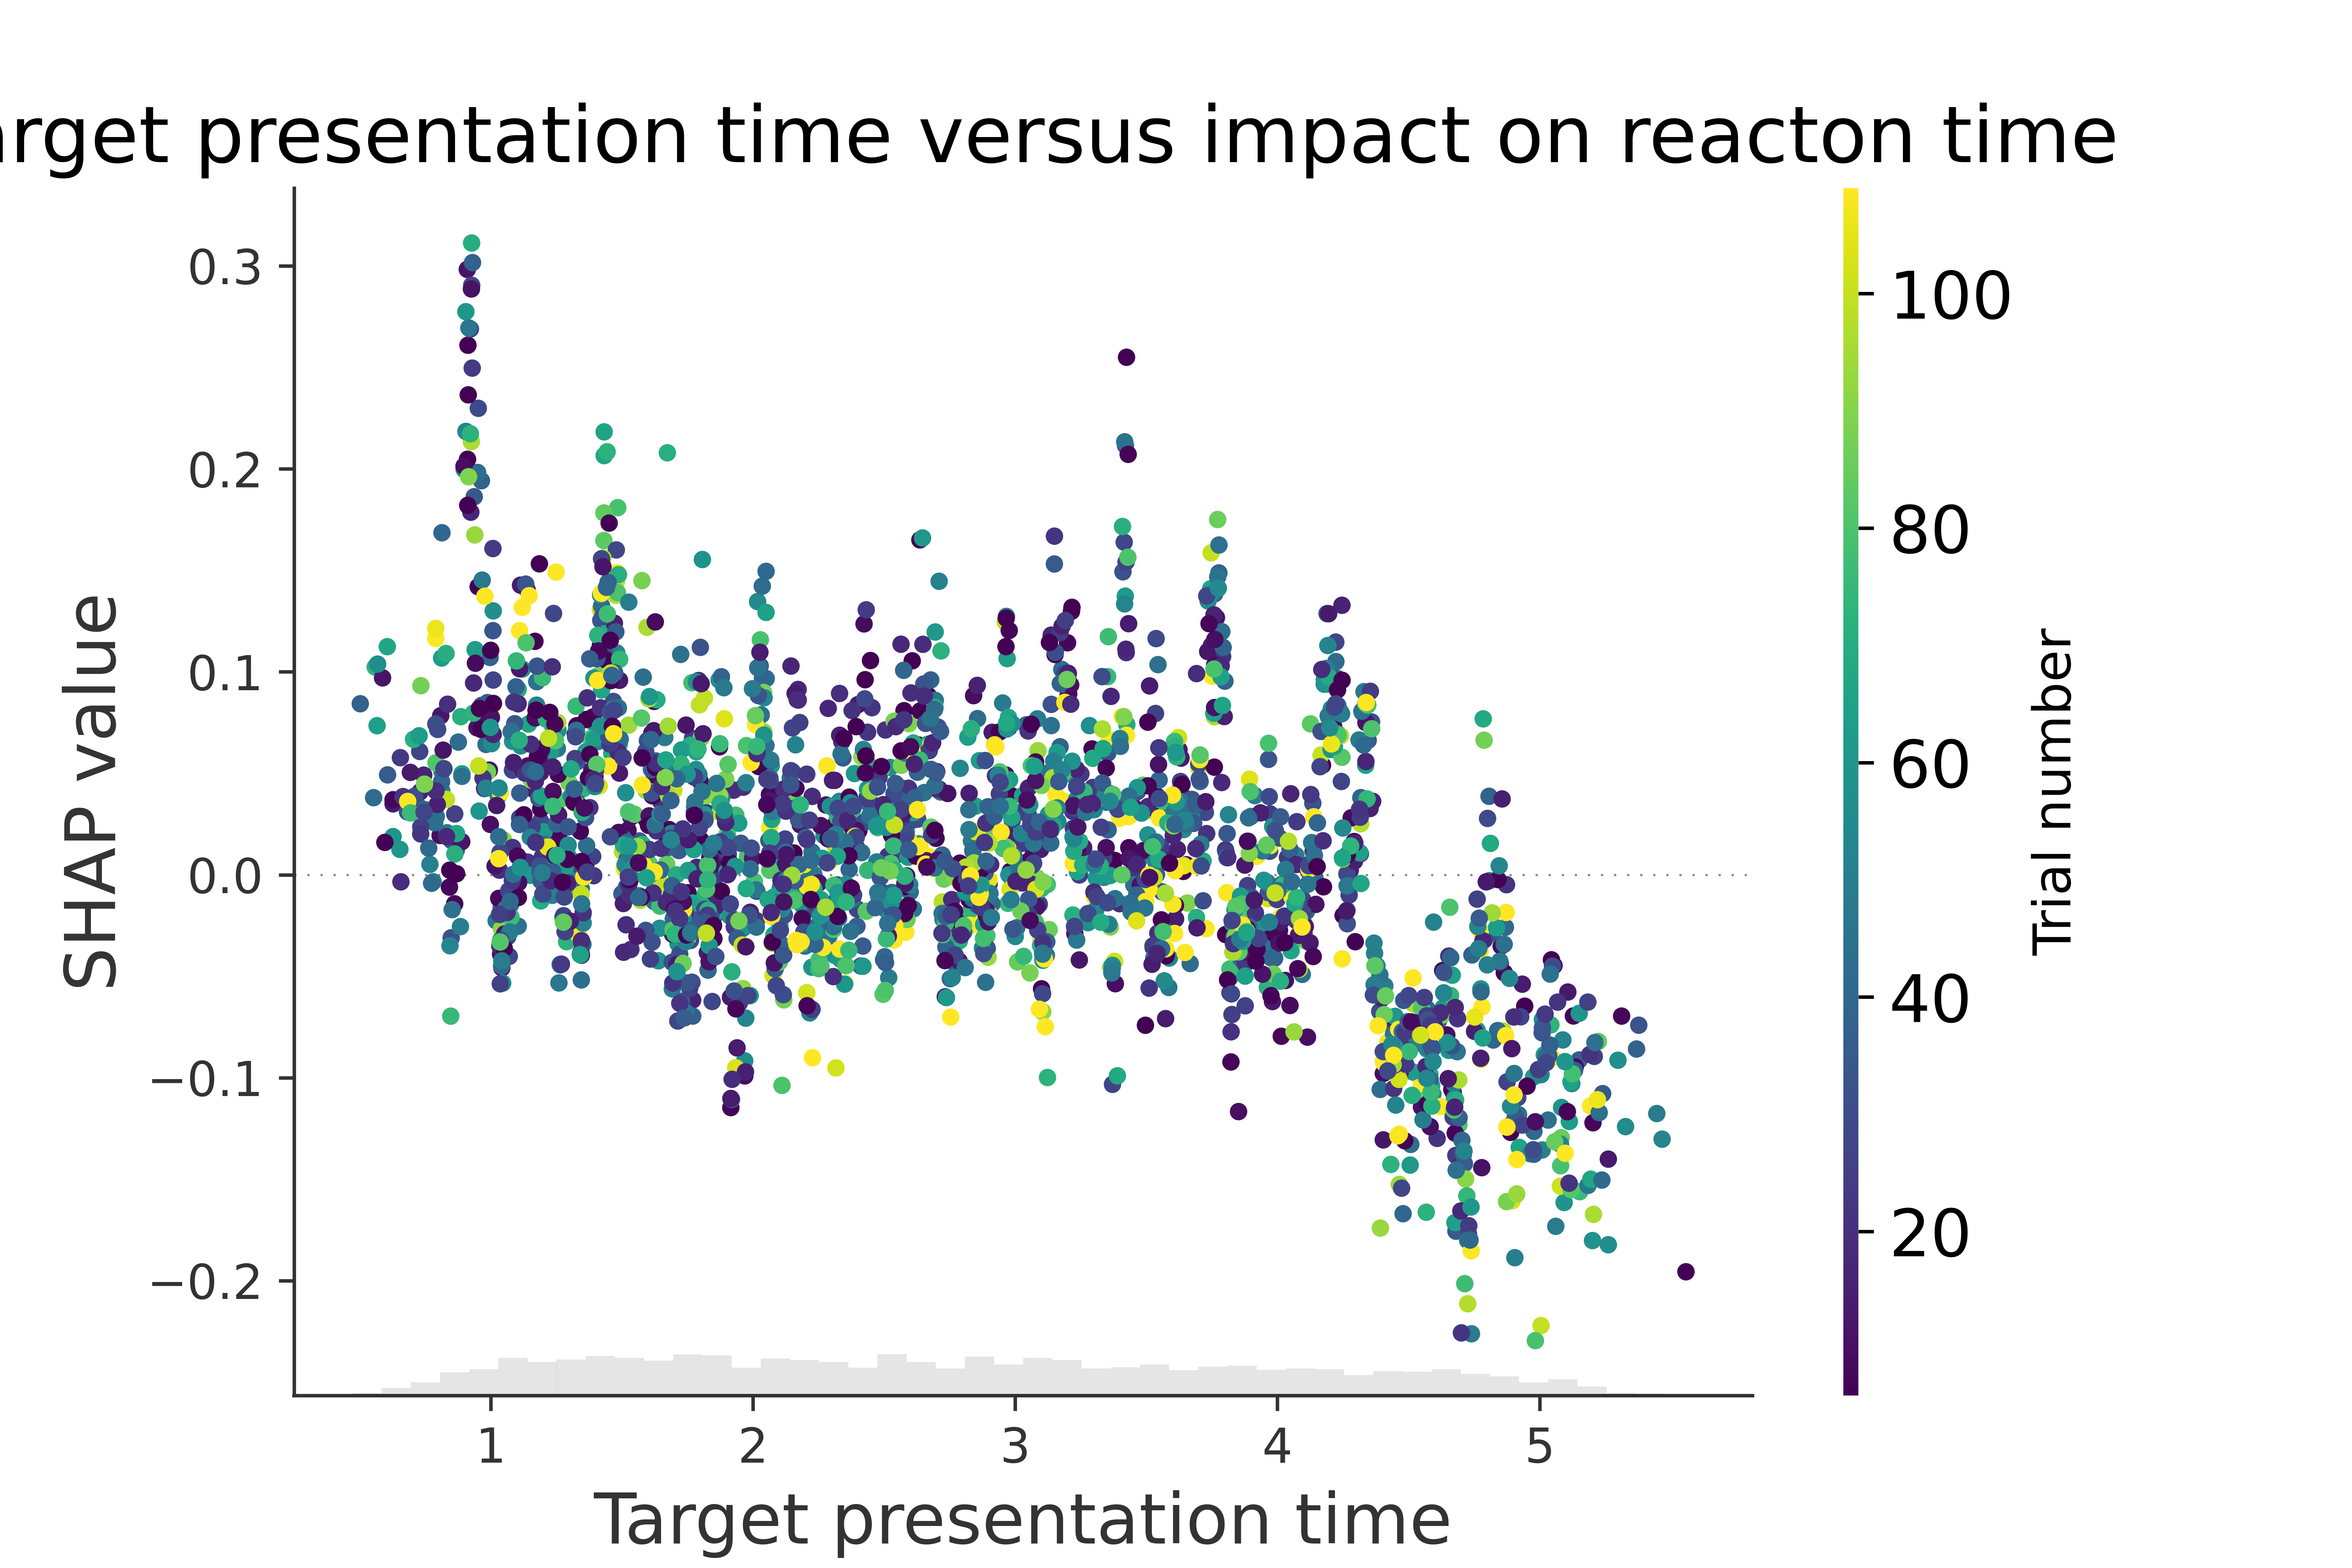 arget presentation time versus impact on reacton time
0.3
0.2
0.1
0.0
−0.1
−0.2
SHAP value
1 2 3 4 5
Target presentation time
100
80
60
40
20
Trial number